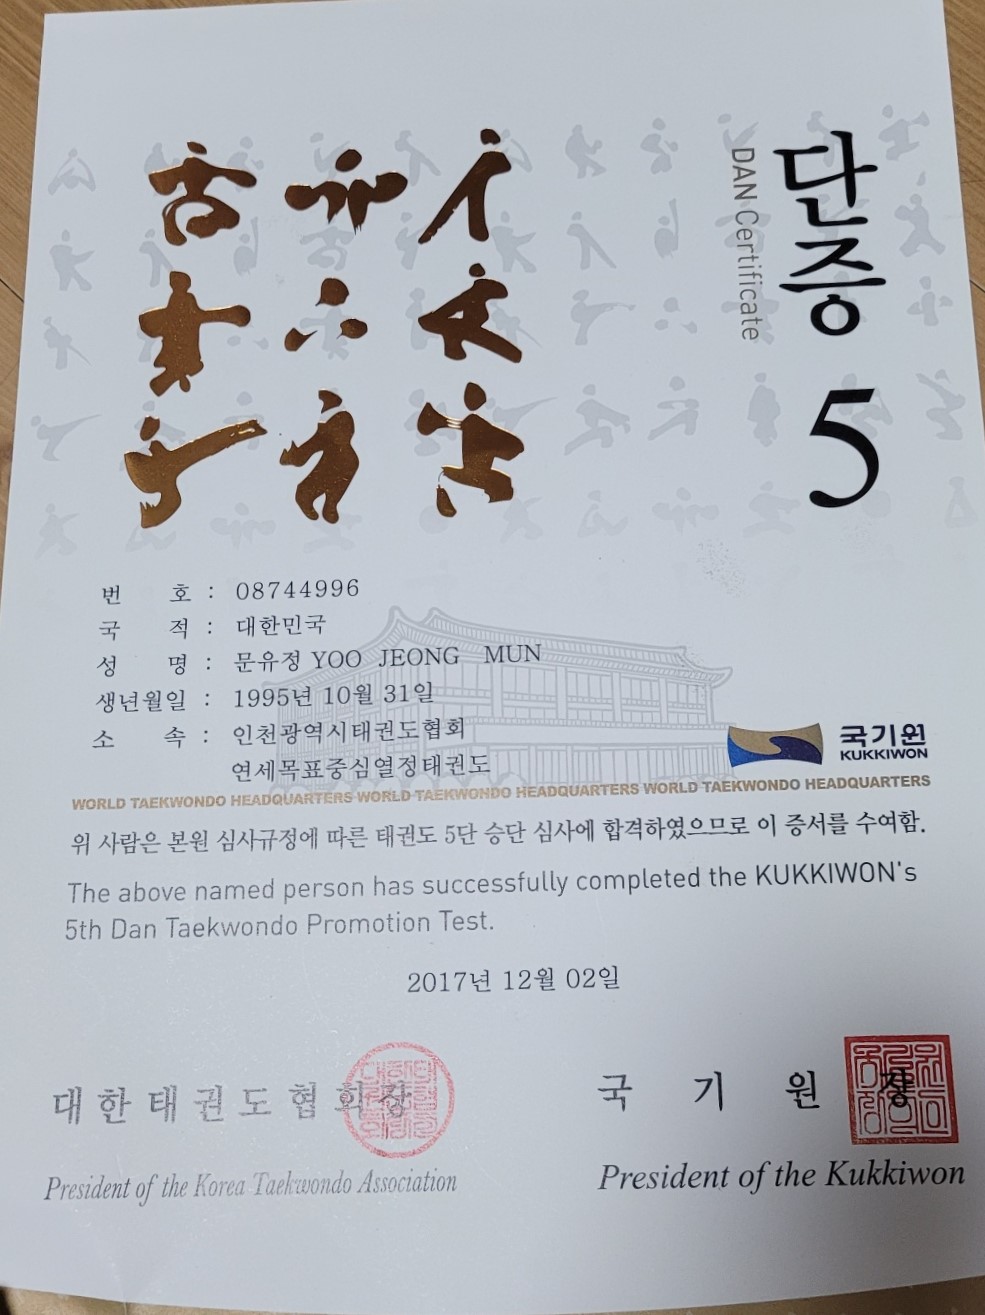 단증
DAN Certificate
5
번 호 : 08744996
국 적 : 대한민국
성 명 : 문유정 YOO JEONG MUN
생년월일 : 1995년 10월 31일
소 속 : 인천광역시태권도협회
연세목표중심열정태권도
국기원
KUKKIWON
WORLD TAEKWONDO HEADQUARTERS WORLD TAEKWONDO HEADQUARTERS WORLD TAEKWONDO HEADQUARTERS
위 사람은 본원 심사규정에 따른 태권도 5단 승단 심사에 합격하였으므로 이 증서를 수여함.
The above named person has successfully completed the KUKKIWON's
5th Dan Taekwondo Promotion Test.
2017년 12월 02일
대한태권도협회장
President of the Korea Taekwondo Association
국 기 원 장
President of the Kukkiwon